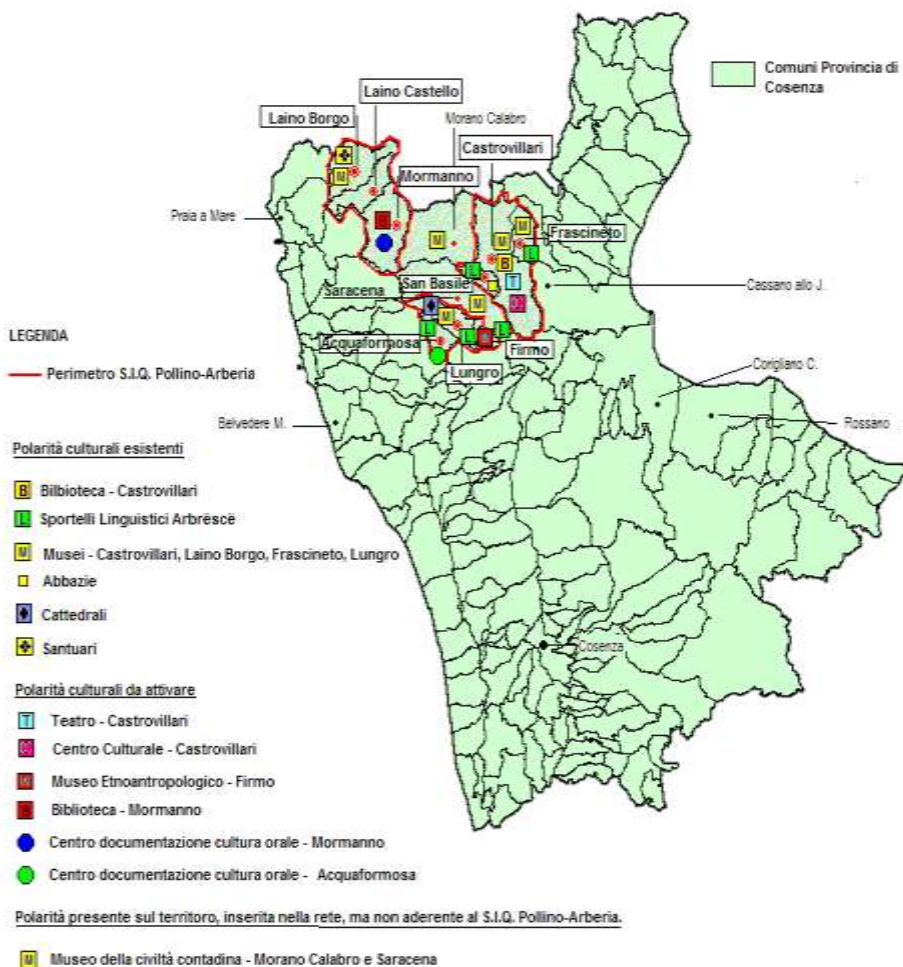 Comuni Provincia di
Cosenza
Laino Castello
Laino Borgo
Morano Calabro
Castrovillari
Mormanno
Praia a Mare
Frascineto
San Basile
Saracena
Cassano allo J.
LEGENDA
Acquaformosa
Firmo
Lungro
Perimetro S.I.Q. Pollino-Arberia
Corigliano C.
Belvedere M.
Rossano
Polarità culturali esistenti
B Bilbioteca - Castrovillari
L Sportelli Linguistici Arbrësce
M Musei - Castrovillari, Laino Borgo, Frascineto, Lungro
Abbazie
Cattedrali
Santuari
Cosenza
Polarità culturali da attivare
T Teatro - Castrovillari
Centro Culturale - Castrovillari
M Museo Etnoantropologico - Firmo
B Biblioteca - Mormanno
Centro documentazione cultura orale - Mormanno
Centro documentazione cultura orale - Acquaformosa
Polarità presente sul territorio, inserita nella rete, ma non aderente al S.I.Q. Pollino-Arberia.
M Museo della civiltà contadina - Morano Calabro e Saracena